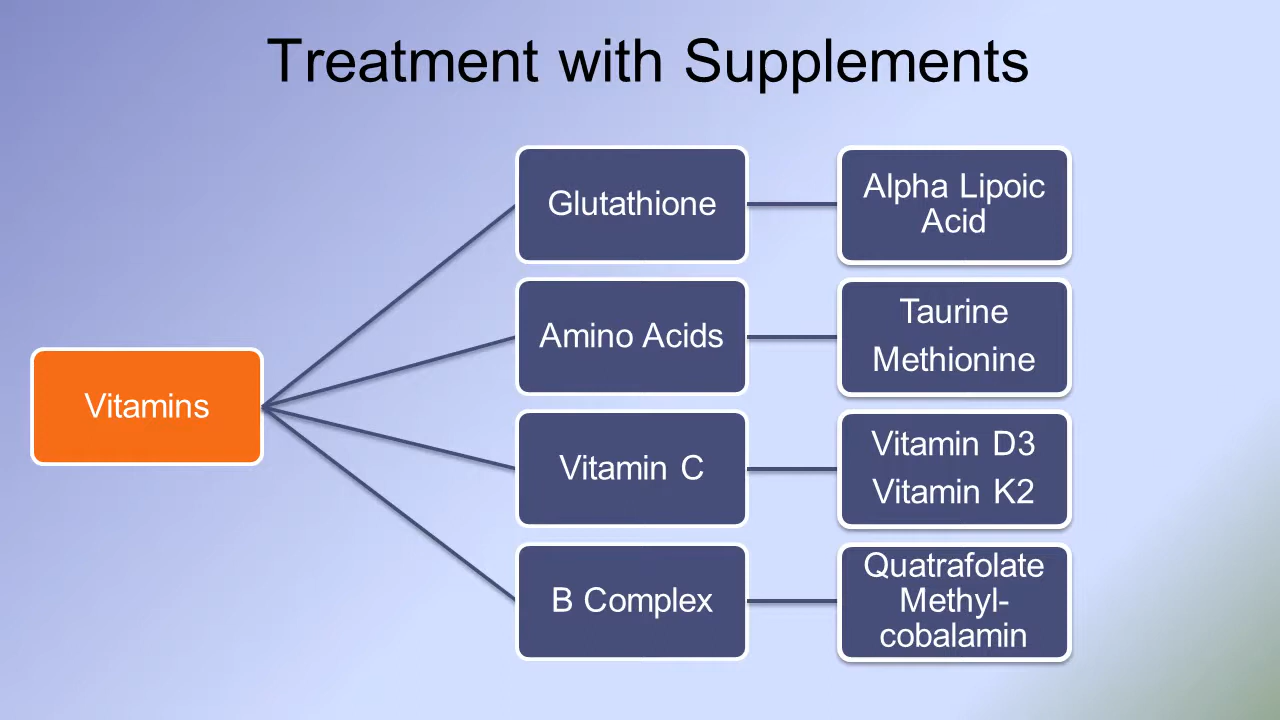 Treatment with Supplements
Vitamins
Glutathione
Alpha Lipoic
Acid
Amino Acids
Taurine
Methionine
Vitamin C
Vitamin D3
Vitamin K2
B Complex
Quatrafolate
Methyl-
cobalamin